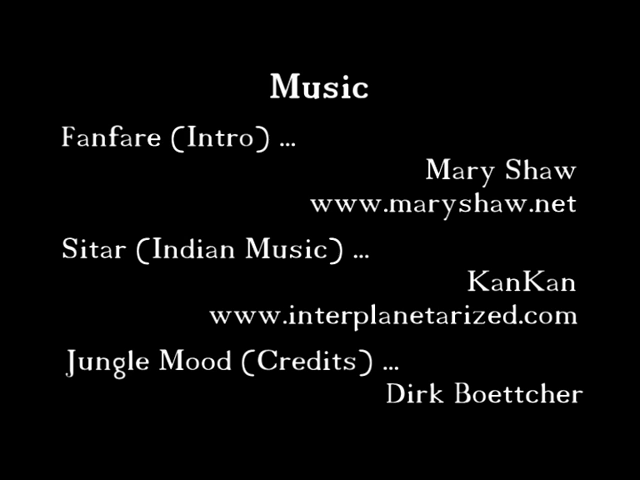 Music
Fanfare (Intro) ...
Mary Shaw
www.maryshaw.net
Sitar (Indian Music) ...
KanKan
www.interplanetarized.com
Jungle Mood (Credits) ...
Dirk Boettcher